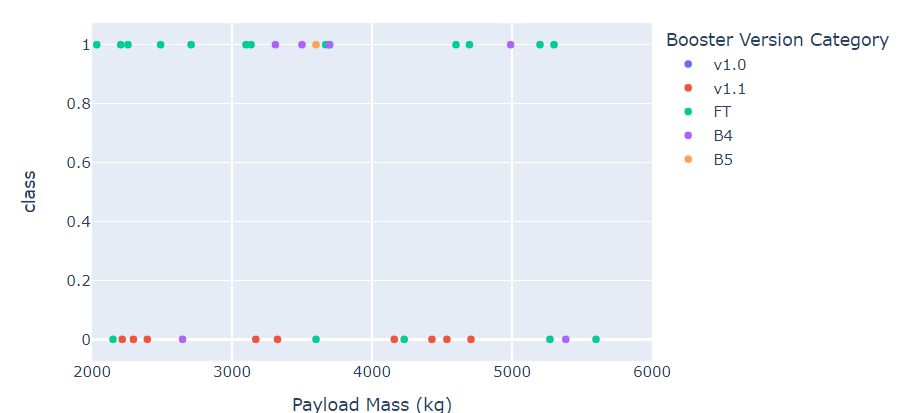 Booster Version Category
v1.0
v1.1
FT
B4
B5
class
1
0.8
0.6
0.4
0.2
0
2000 3000 4000 5000 6000
Payload Mass (kg)